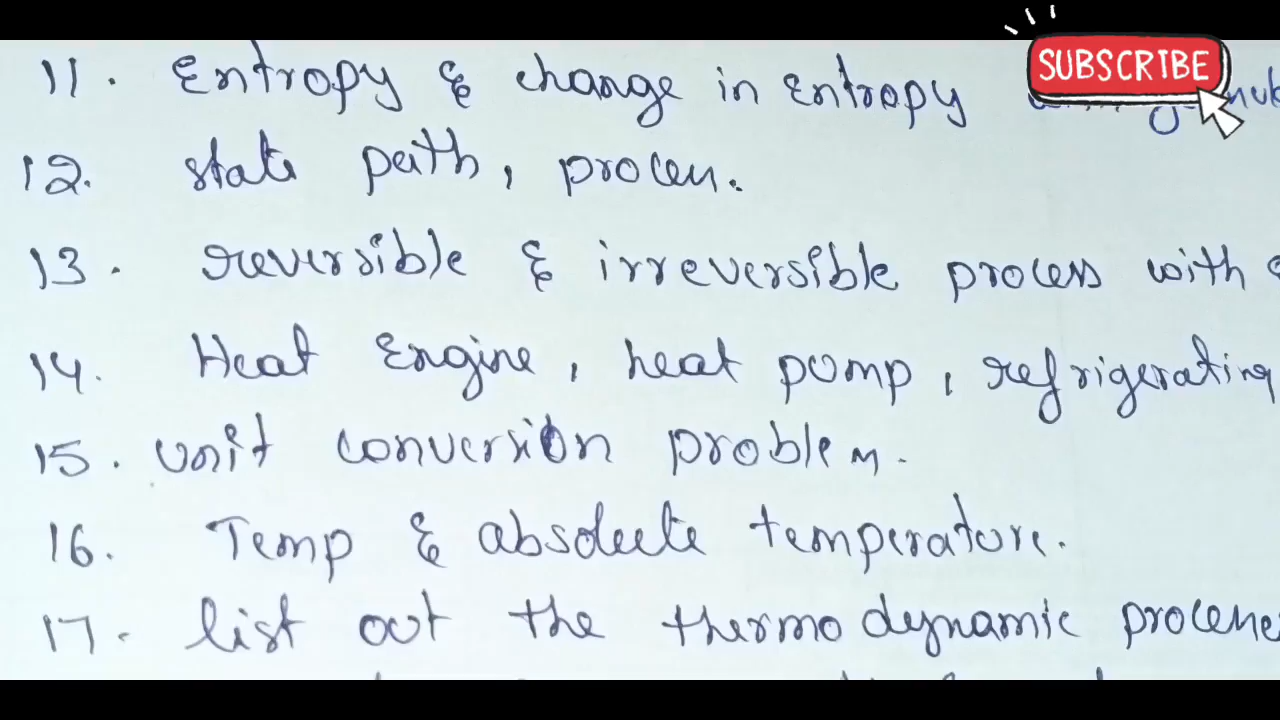 SUBSCRIBE
11. Entropy & change in Entropy
12. state path, process.
13. reversible & irreversible process with
14. Heat Engine, heat pump, refrigerating
15. unit conversion problem.
16. Temp & absolute temperature.
17. list out the thermodynamic processes